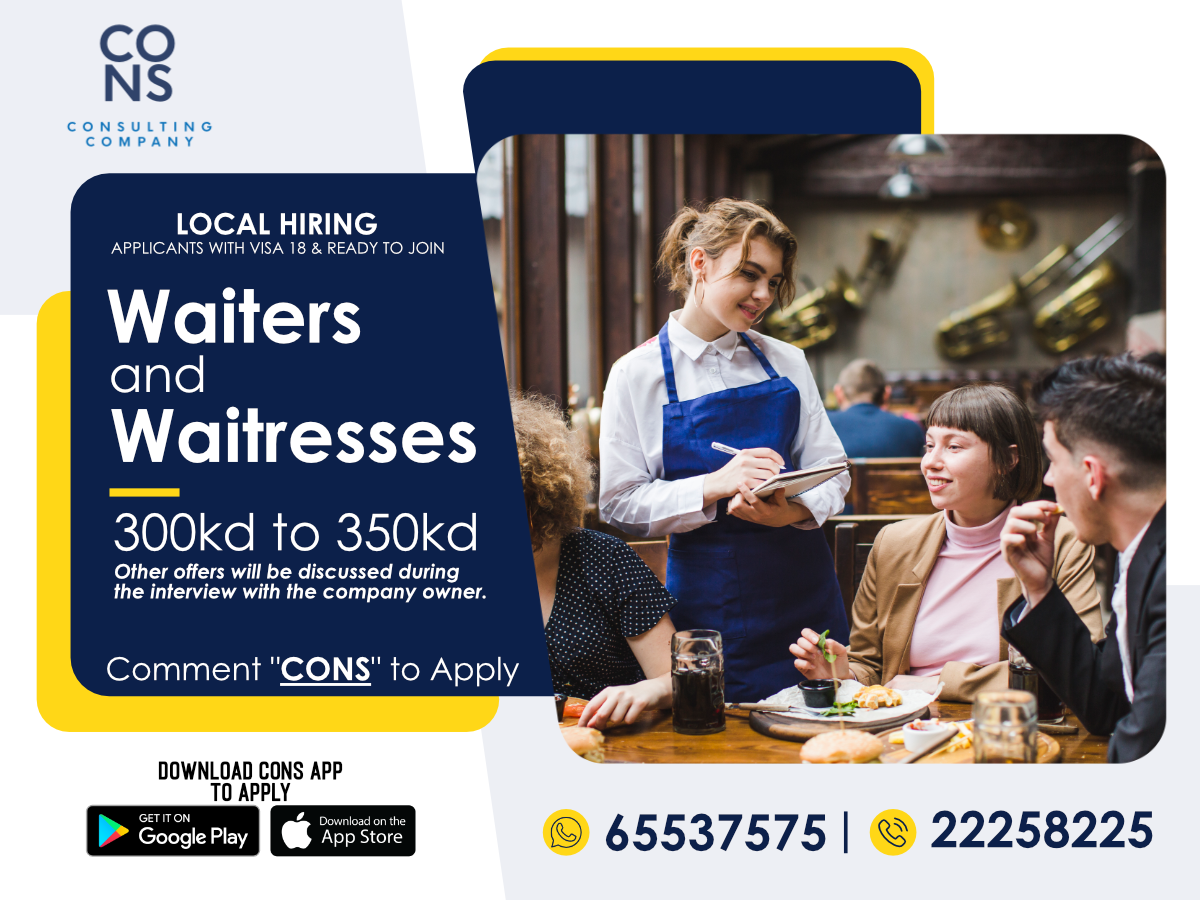 CO
NS
CONSULTING
COMPANY
LOCAL HIRING
APPLICANTS WITH VISA 18 & READY TO JOIN
Waiters
and
Waitresses
300kd to 350kd
Other offers will be discussed during
the interview with the company owner.
Comment "CONS" to Apply
DOWNLOAD CONS APP
TO APPLY
GET IT ON
Google Play
Download on the
App Store
65537575 | 22258225